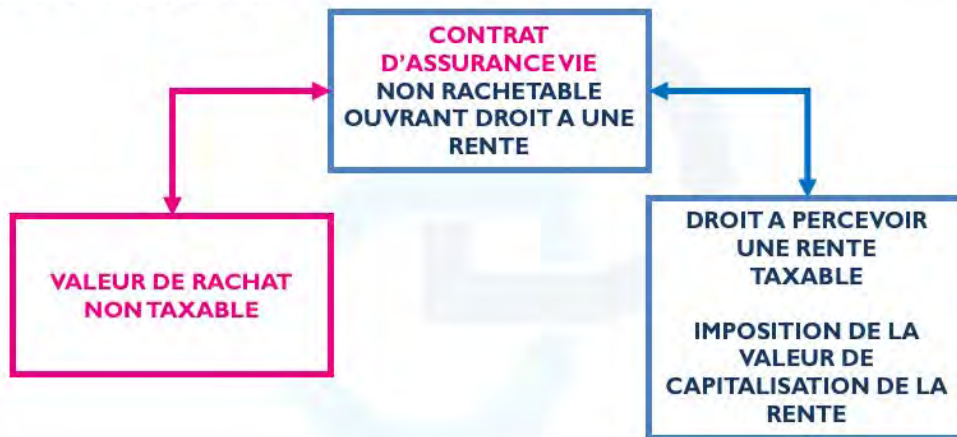 CONTRAT
D'ASSURANCE VIE
NON RACHETABLE
OUVRANT DROIT A UNE
RENTE
VALEUR DE RACHAT
NON TAXABLE
DROIT A PERCEVOIR
UNE RENTE
TAXABLE
IMPOSITION DE LA
VALEUR DE
CAPITALISATION DE LA
RENTE